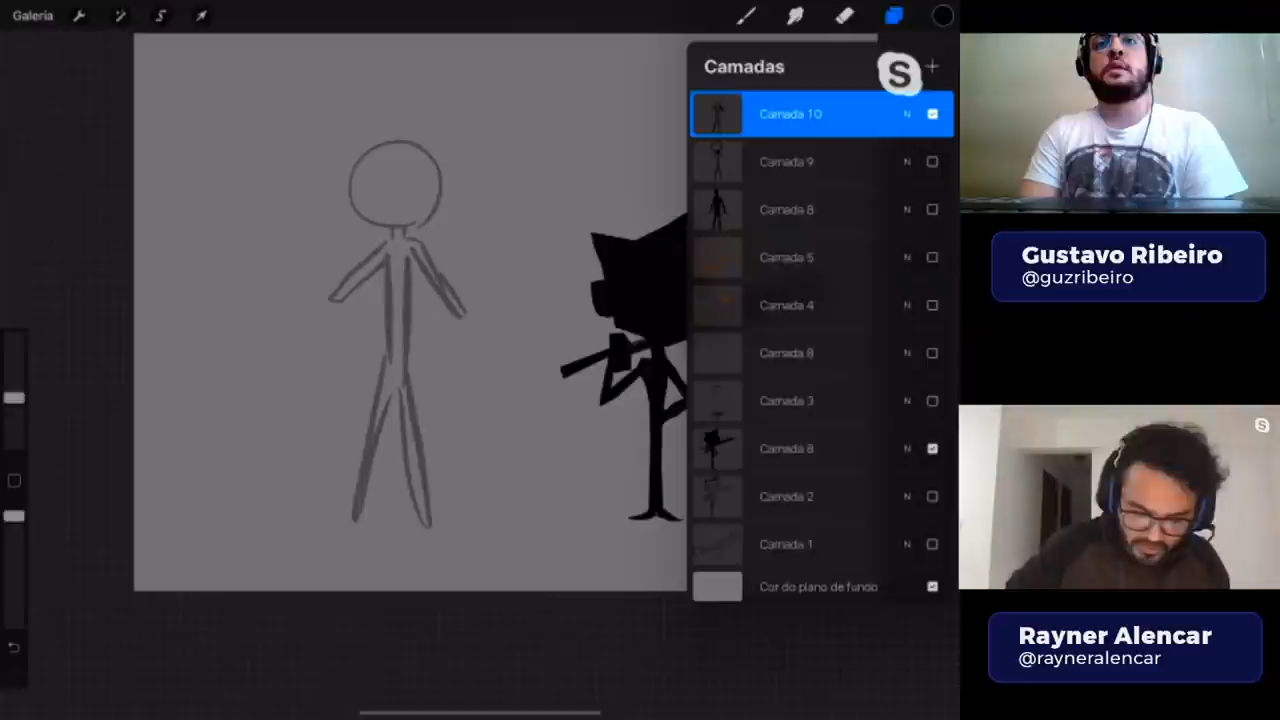 Galeria
Camadas
S
Camada 10
N
Camada 9
N
Camada 8
N
Camada 5
N
Camada 4
N
Camada 8
N
Camada 3
N
Camada 8
N
Camada 2
N
Camada 1
N
Cor do plano de fundo
Gustavo Ribeiro
@guzribeiro
S
Rayner Alencar
@rayneralencar